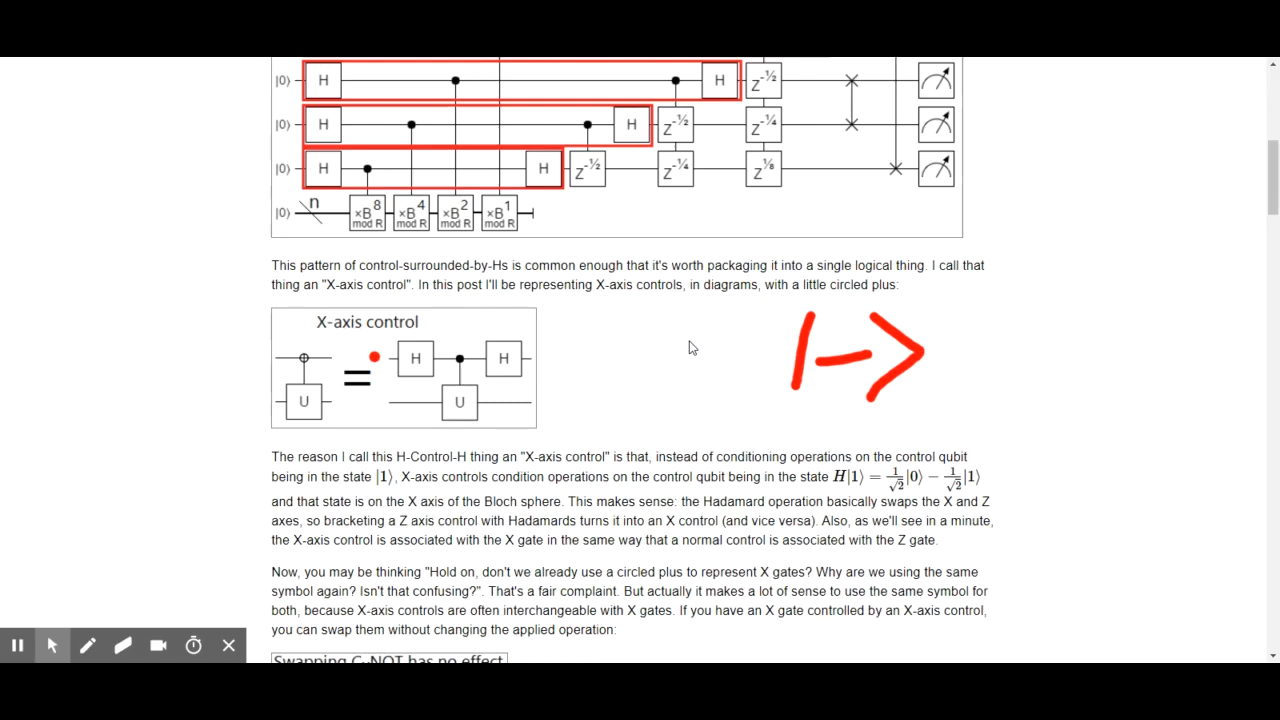 |0⟩ H H Z^-½
|0⟩ H H Z^-½ Z^-¼
|0⟩ H H Z^-½ Z^-¼ Z^⅛
|0⟩ n ×B^8 mod R ×B^4 mod R ×B^2 mod R ×B^1 mod R
This pattern of control-surrounded-by-Hs is common enough that it's worth packaging it into a single logical thing. I call that
thing an "X-axis control". In this post I'll be representing X-axis controls, in diagrams, with a little circled plus:
X-axis control
= H H
U U
|->
The reason I call this H-Control-H thing an "X-axis control" is that, instead of conditioning operations on the control qubit
being in the state |1⟩, X-axis controls condition operations on the control qubit being in the state H|1⟩ = 1/√2|0⟩ − 1/√2|1⟩
and that state is on the X axis of the Bloch sphere. This makes sense: the Hadamard operation basically swaps the X and Z
axes, so bracketing a Z axis control with Hadamards turns it into an X control (and vice versa). Also, as we'll see in a minute,
the X-axis control is associated with the X gate in the same way that a normal control is associated with the Z gate.
Now, you may be thinking "Hold on, don't we already use a circled plus to represent X gates? Why are we using the same
symbol again? Isn't that confusing?". That's a fair complaint. But actually it makes a lot of sense to use the same symbol for
both, because X-axis controls are often interchangeable with X gates. If you have an X gate controlled by an X-axis control,
you can swap them without changing the applied operation:
Swapping CxNOT has no effect